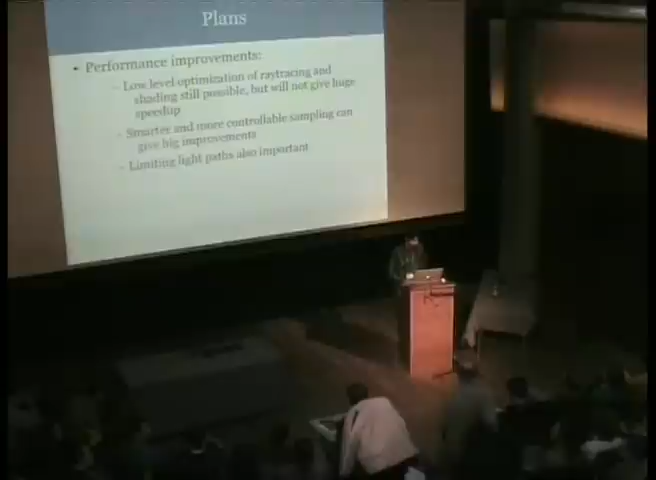 Plans
• Performance improvements:
– Low level optimization of raytracing and
shading still possible, but will not give huge
speedup
– Smarter and more controllable sampling can
give big improvements
– Limiting light paths also important